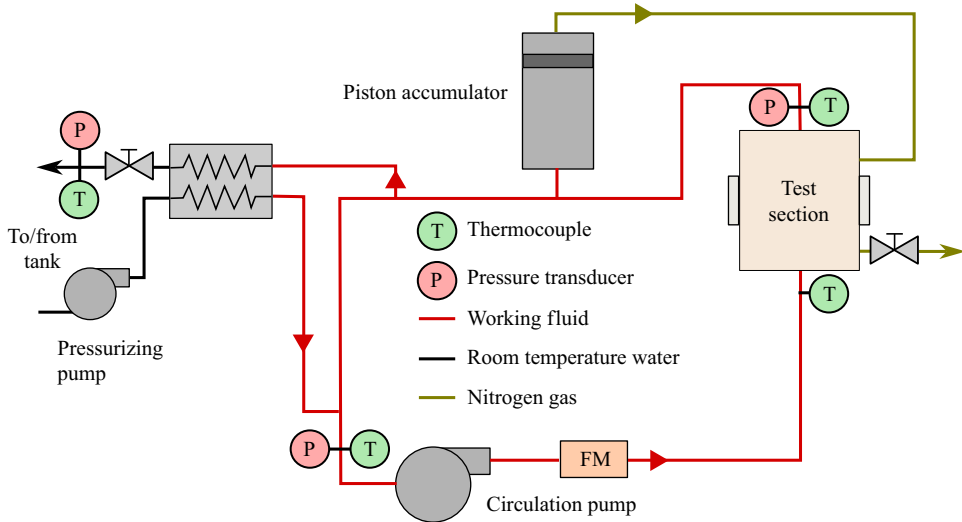 Piston accumulator
P
T
P
T
Test
section
To/from
tank
T
Thermocouple
P
Pressure transducer
T
Working fluid
Pressurizing
pump
Room temperature water
Nitrogen gas
P
T
FM
Circulation pump